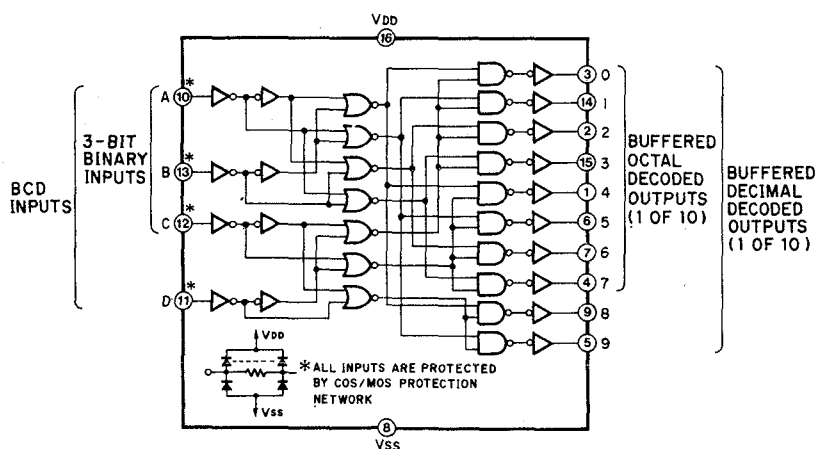 VDD
16
3 0
14 1
2 2
15 3
1 4
6 5
7 6
4 7
9 8
5 9
A 10 *
B 13 *
C 12 *
D 11 *
BCD
INPUTS
3-BIT
BINARY
INPUTS
BUFFERED
OCTAL
DECODED
OUTPUTS
(1 OF 10)
BUFFERED
DECIMAL
DECODED
OUTPUTS
(1 OF 10)
VDD
VSS
* ALL INPUTS ARE PROTECTED
BY COS/MOS PROTECTION
NETWORK
8
VSS